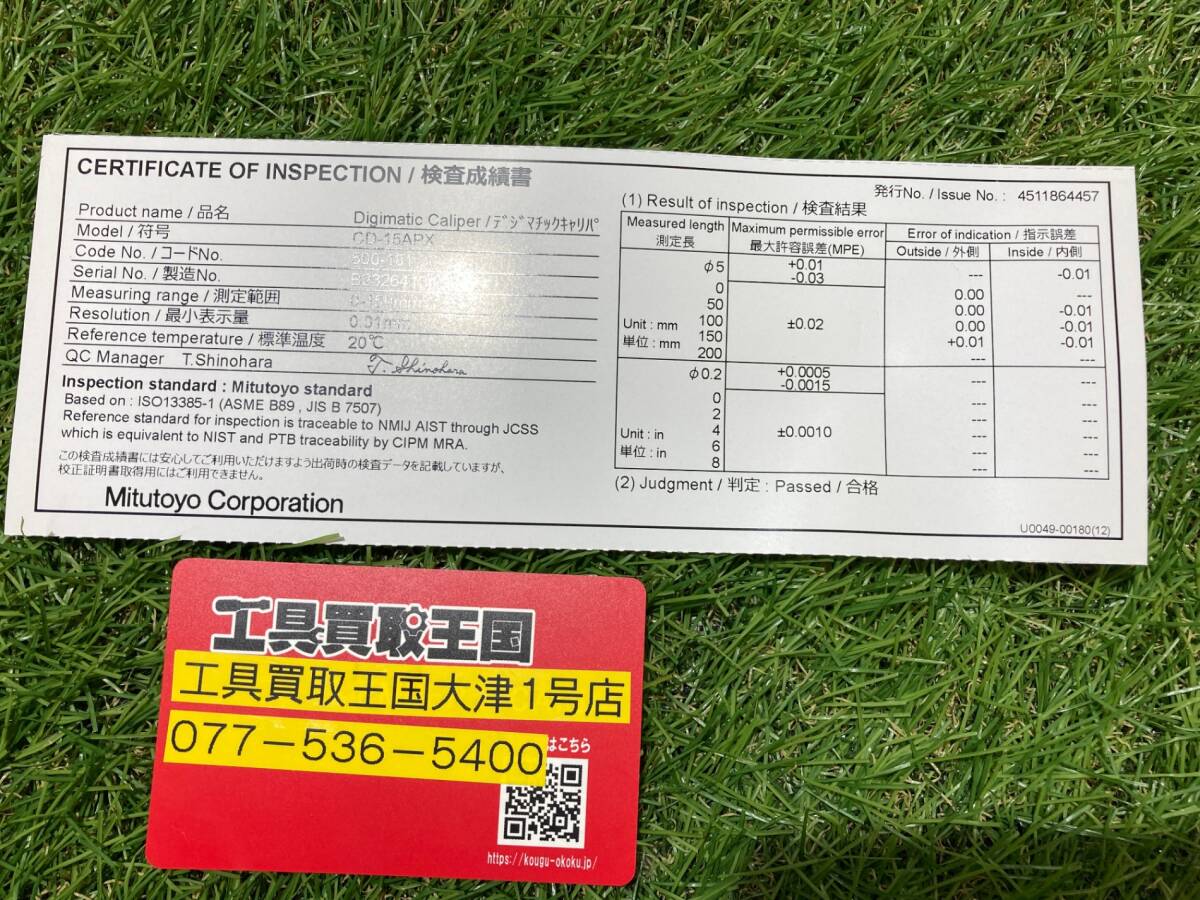 CERTIFICATE OF INSPECTION / 検査成績書
Product name / 品名 Digimatic Caliper / ﾃﾞｼﾞﾏチックｷｬﾘﾊﾟ
Model / 符号 CD-15APX
Code No. / コードNo.
Serial No. / 製造No.
Measuring range / 測定範囲
Resolution / 最小表示量 0.01mm
Reference temperature / 標準温度 20℃
QC Manager T.Shinohara T. Shinohara
Inspection standard : Mitutoyo standard
Based on : ISO13385-1 (ASME B89 , JIS B 7507)
Reference standard for inspection is traceable to NMIJ AIST through JCSS
which is equivalent to NIST and PTB traceability by CIPM MRA.
この検査成績書には安心してご利用いただけますよう出荷時の検査データを記載していますが、
校正証明書取得用にはご利用できません。
Mitutoyo Corporation
発行No. / Issue No. : 4511864457
(1) Result of inspection / 検査結果
Measured length Maximum permissible error Error of indication / 指示誤差
測定長 最大許容誤差(MPE) Outside / 外側 Inside / 内側
φ5 +0.01 --- -0.01
-0.03
0 0.00 ---
50 0.00 -0.01
Unit : mm 100 ±0.02 0.00 -0.01
単位 : mm 150 +0.01 -0.01
200 --- ---
φ0.2 +0.0005 --- ---
-0.0015
0 --- ---
2 --- ---
Unit : in 4 ±0.0010 --- ---
単位 : in 6 --- ---
8 --- ---
(2) Judgment / 判定 : Passed / 合格
U0049-00180(12)
工具買取王国
工具買取王国大津1号店
077-536-5400
はこちら
https://kougu-okoku.jp/